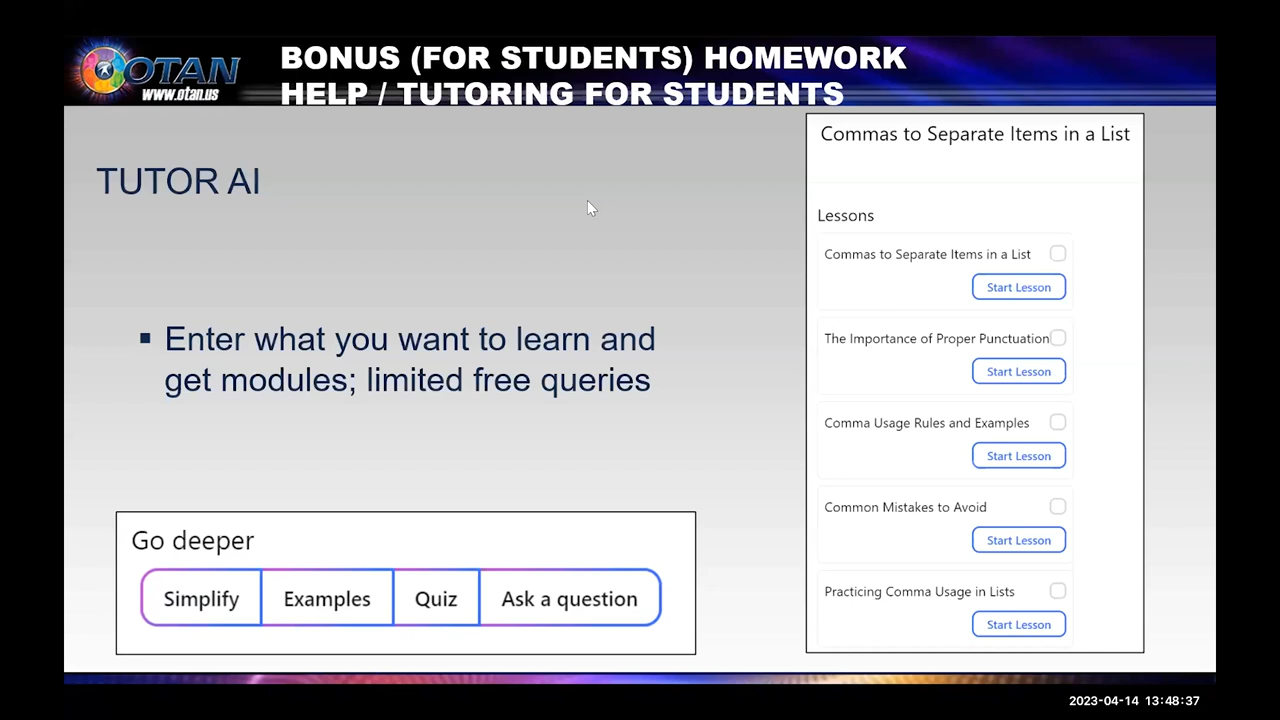 OTAN
www.otan.us
BONUS (FOR STUDENTS) HOMEWORK
HELP / TUTORING FOR STUDENTS
TUTOR AI
▪ Enter what you want to learn and
get modules; limited free queries
Go deeper
Simplify Examples Quiz Ask a question
Commas to Separate Items in a List
Lessons
Commas to Separate Items in a List
Start Lesson
The Importance of Proper Punctuation
Start Lesson
Comma Usage Rules and Examples
Start Lesson
Common Mistakes to Avoid
Start Lesson
Practicing Comma Usage in Lists
Start Lesson
2023-04-14 13:48:37